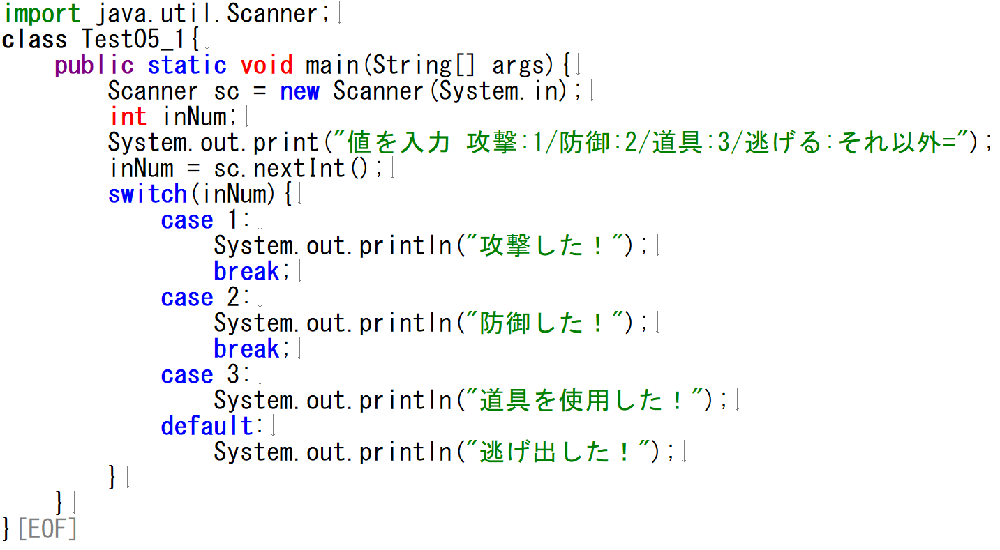 import java.util.Scanner;↓
class Test05_1{↓
    public static void main(String[] args){↓
        Scanner sc = new Scanner(System.in);↓
        int inNum;↓
        System.out.print("値を入力 攻撃:1/防御:2/道具:3/逃げる:それ以外=");
        inNum = sc.nextInt();↓
        switch(inNum){↓
            case 1:↓
                System.out.println("攻撃した！");↓
                break;↓
            case 2:↓
                System.out.println("防御した！");↓
                break;↓
            case 3:↓
                System.out.println("道具を使用した！");↓
            default:↓
                System.out.println("逃げ出した！");↓
        }↓
    }↓
}[EOF]